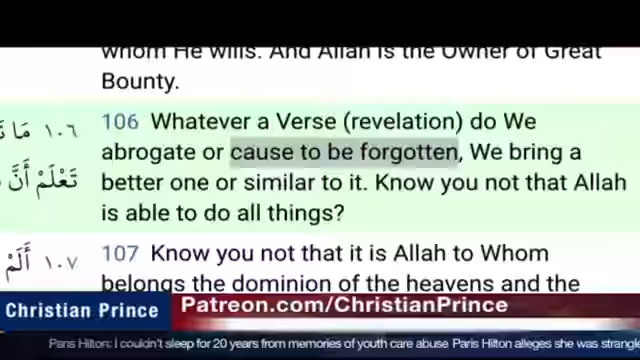 whom He wills. And Allah is the Owner of Great
Bounty.
106 Whatever a Verse (revelation) do We
abrogate or cause to be forgotten, We bring a
better one or similar to it. Know you not that Allah
is able to do all things?
١٠٦ مَا
تَعْلَمْ أَنَّ
107 Know you not that it is Allah to Whom
belongs the dominion of the heavens and the
١٠٧ أَلَمْ
Christian Prince
Patreon.com/ChristianPrince
Paris Hilton: I couldn't sleep for 20 years from memories of youth care abuse Paris Hilton alleges she was strangle